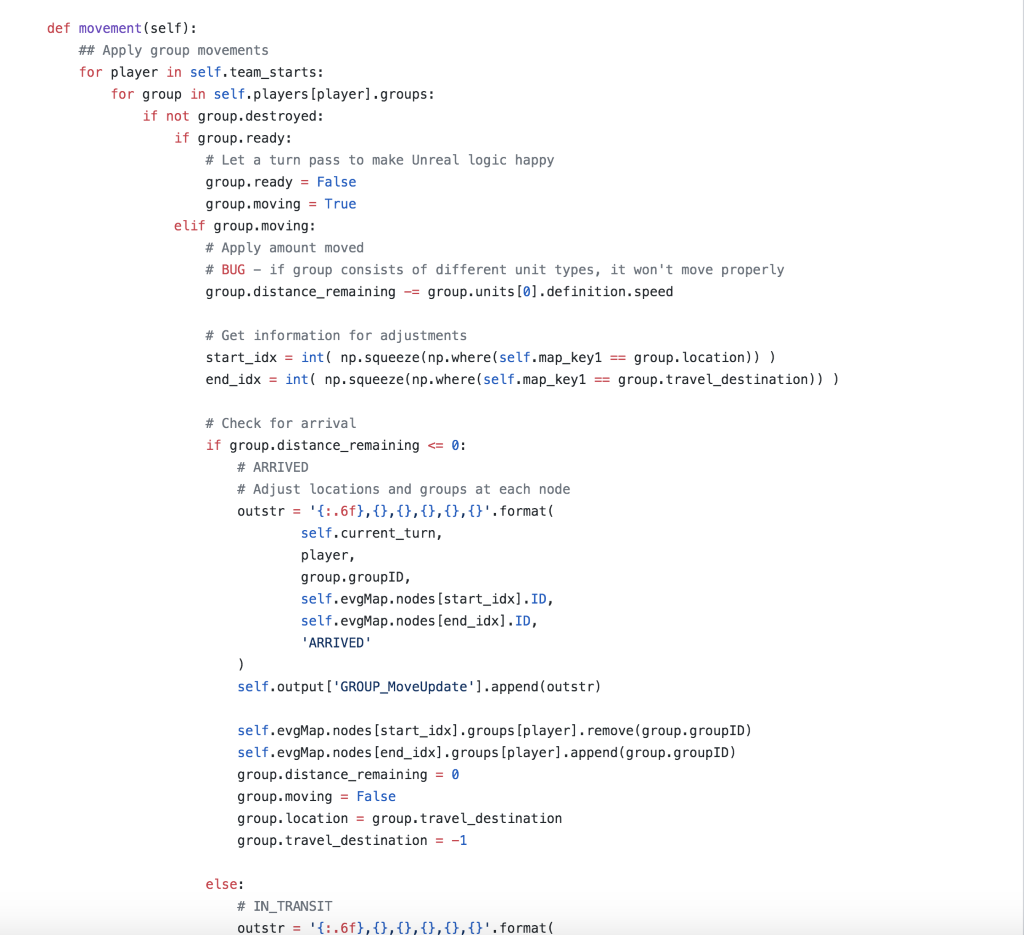 def movement(self):
    ## Apply group movements
    for player in self.team_starts:
        for group in self.players[player].groups:
            if not group.destroyed:
                if group.ready:
                    # Let a turn pass to make Unreal logic happy
                    group.ready = False
                    group.moving = True
                elif group.moving:
                    # Apply amount moved
                    # BUG – if group consists of different unit types, it won't move properly
                    group.distance_remaining -= group.units[0].definition.speed

                    # Get information for adjustments
                    start_idx = int( np.squeeze(np.where(self.map_key1 == group.location)) )
                    end_idx = int( np.squeeze(np.where(self.map_key1 == group.travel_destination)) )

                    # Check for arrival
                    if group.distance_remaining <= 0:
                        # ARRIVED
                        # Adjust locations and groups at each node
                        outstr = '{:.6f},{},{},{},{},{}'.format(
                                self.current_turn,
                                player,
                                group.groupID,
                                self.evgMap.nodes[start_idx].ID,
                                self.evgMap.nodes[end_idx].ID,
                                'ARRIVED'
                        )
                        self.output['GROUP_MoveUpdate'].append(outstr)

                        self.evgMap.nodes[start_idx].groups[player].remove(group.groupID)
                        self.evgMap.nodes[end_idx].groups[player].append(group.groupID)
                        group.distance_remaining = 0
                        group.moving = False
                        group.location = group.travel_destination
                        group.travel_destination = -1

                    else:
                        # IN_TRANSIT
                        outstr = '{:.6f},{},{},{},{},{}'.format(